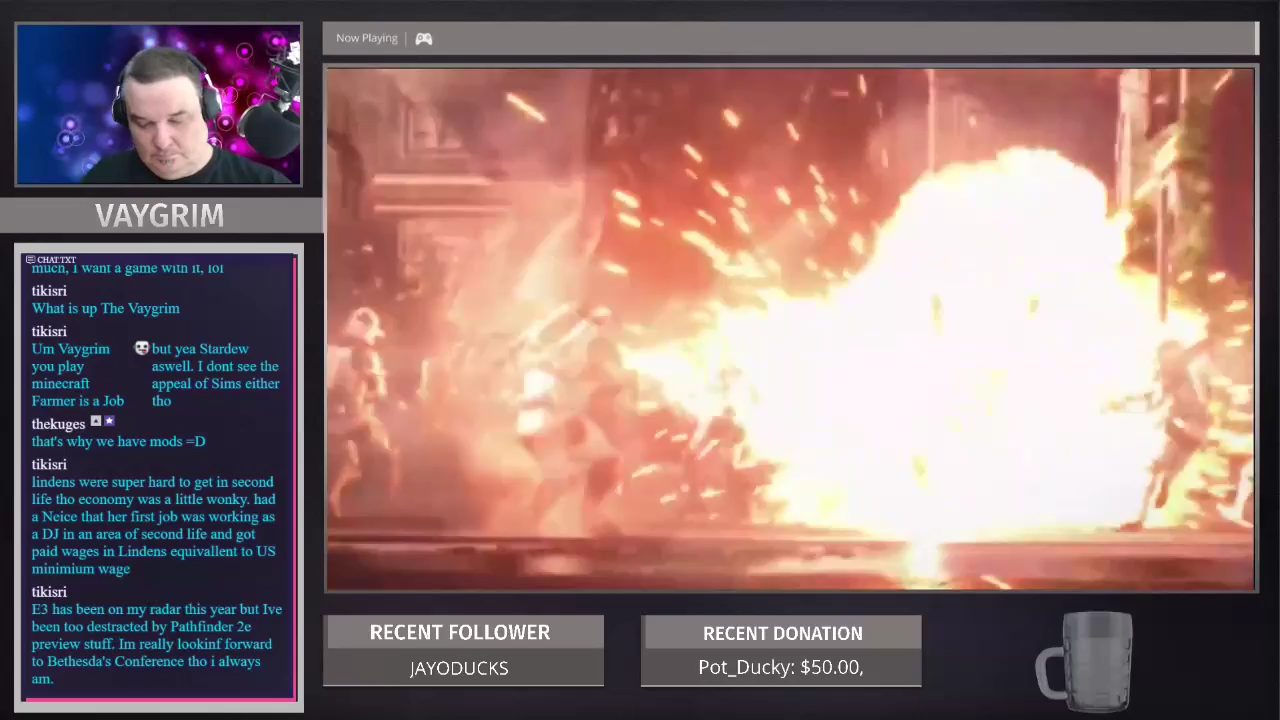 Now Playing
VAYGRIM
CHAT.TXT
much, I want a game with it, lol
tikisri
What is up The Vaygrim
tikisri
Um Vaygrim you play minecraft Farmer is a Job
but yea Stardew aswell. I dont see the appeal of Sims either tho
thekuges
that's why we have mods =D
tikisri
lindens were super hard to get in second
life tho economy was a little wonky. had
a Neice that her first job was working as
a DJ in an area of second life and got
paid wages in Lindens equivallent to US
minimium wage
tikisri
E3 has been on my radar this year but Ive
been too destracted by Pathfinder 2e
preview stuff. Im really lookinf forward
to Bethesda's Conference tho i always
am.
RECENT FOLLOWER
JAYODUCKS
RECENT DONATION
Pot_Ducky: $50.00,